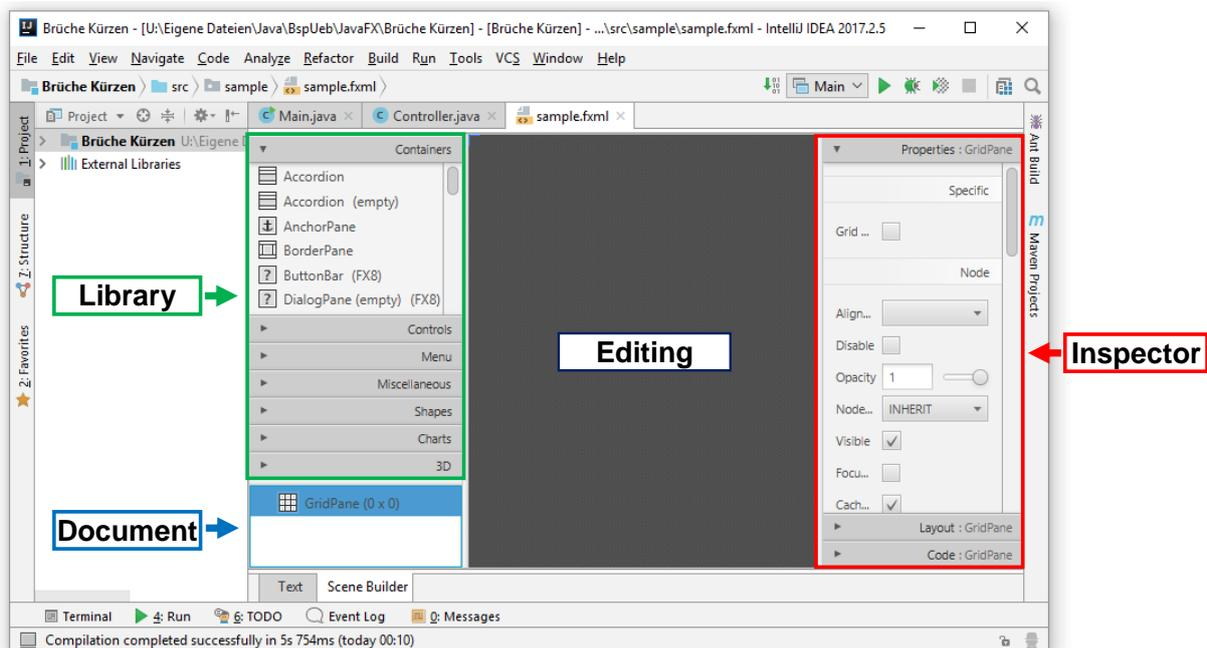 Brüche Kürzen - [U:\Eigene Dateien\Java\BspUeb\JavaFX\Brüche Kürzen] - [Brüche Kürzen] - ...\src\sample\sample.fxml - IntelliJ IDEA 2017.2.5
File Edit View Navigate Code Analyze Refactor Build Run Tools VCS Window Help
Brüche Kürzen src sample sample.fxml Main
Project Main.java Controller.java sample.fxml
1: Project
7: Structure
2: Favorites
Brüche Kürzen U:\Eigene
External Libraries
Containers
Accordion
Accordion (empty)
AnchorPane
BorderPane
ButtonBar (FX8)
DialogPane (empty) (FX8)
Controls
Menu
Miscellaneous
Shapes
Charts
3D
Library
GridPane (0 x 0)
Document
Editing
Properties : GridPane
Specific
Grid ...
Node
Align...
Disable
Opacity 1
Node... INHERIT
Visible
Focu...
Cach...
Layout : GridPane
Code : GridPane
Inspector
Ant Build
Maven Projects
Text Scene Builder
Terminal 4: Run 6: TODO Event Log 0: Messages
Compilation completed successfully in 5s 754ms (today 00:10)